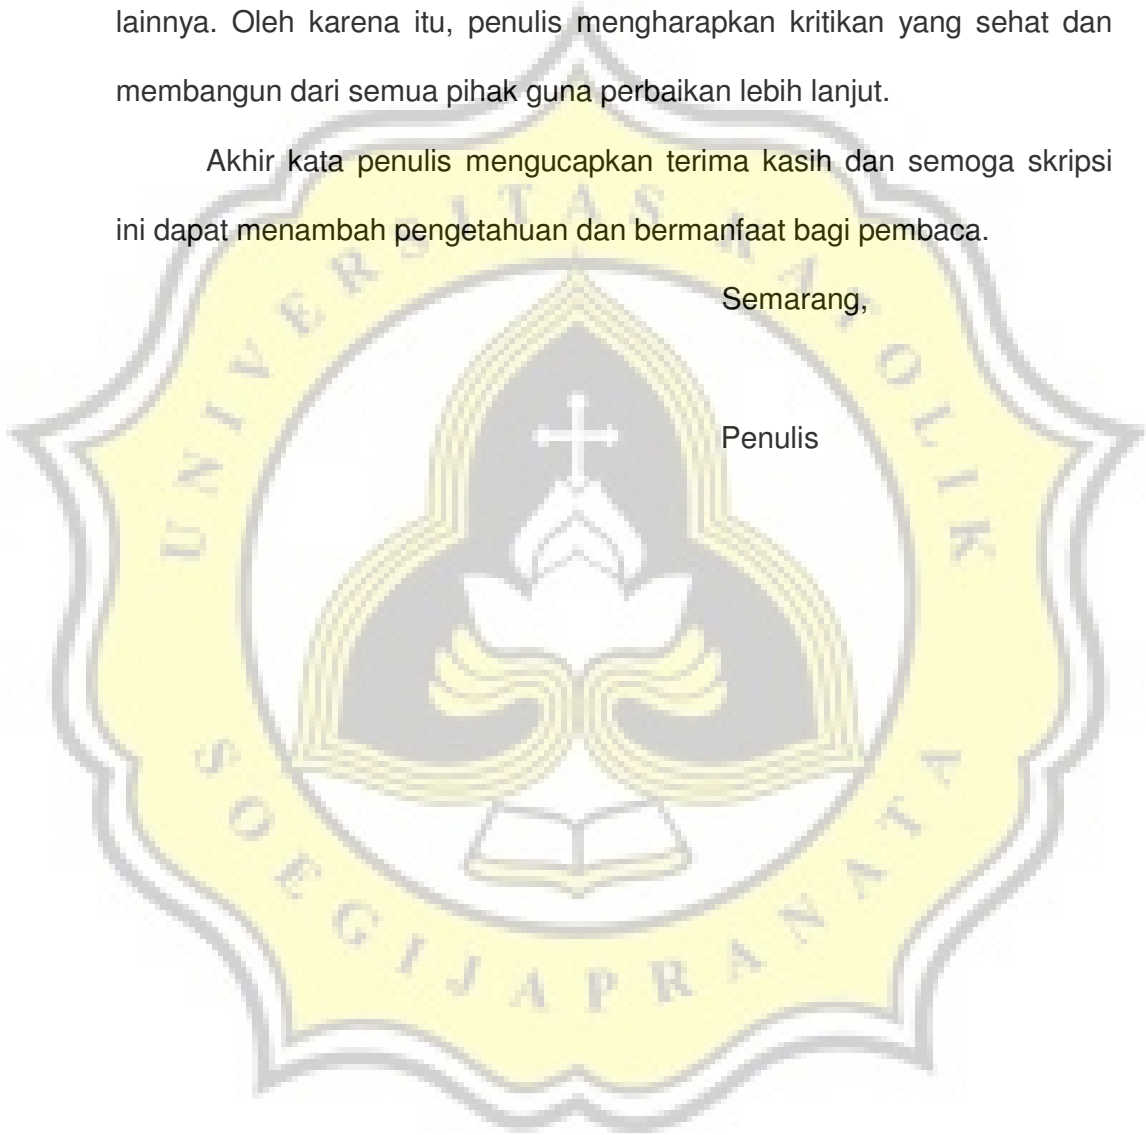 lainnya. Oleh karena itu, penulis mengharapkan kritikan yang sehat dan
membangun dari semua pihak guna perbaikan lebih lanjut.
Akhir kata penulis mengucapkan terima kasih dan semoga skripsi
ini dapat menambah pengetahuan dan bermanfaat bagi pembaca.
Semarang,
Penulis
UNIVERSITAS KATOLIK
SOEGIJAPRANATA